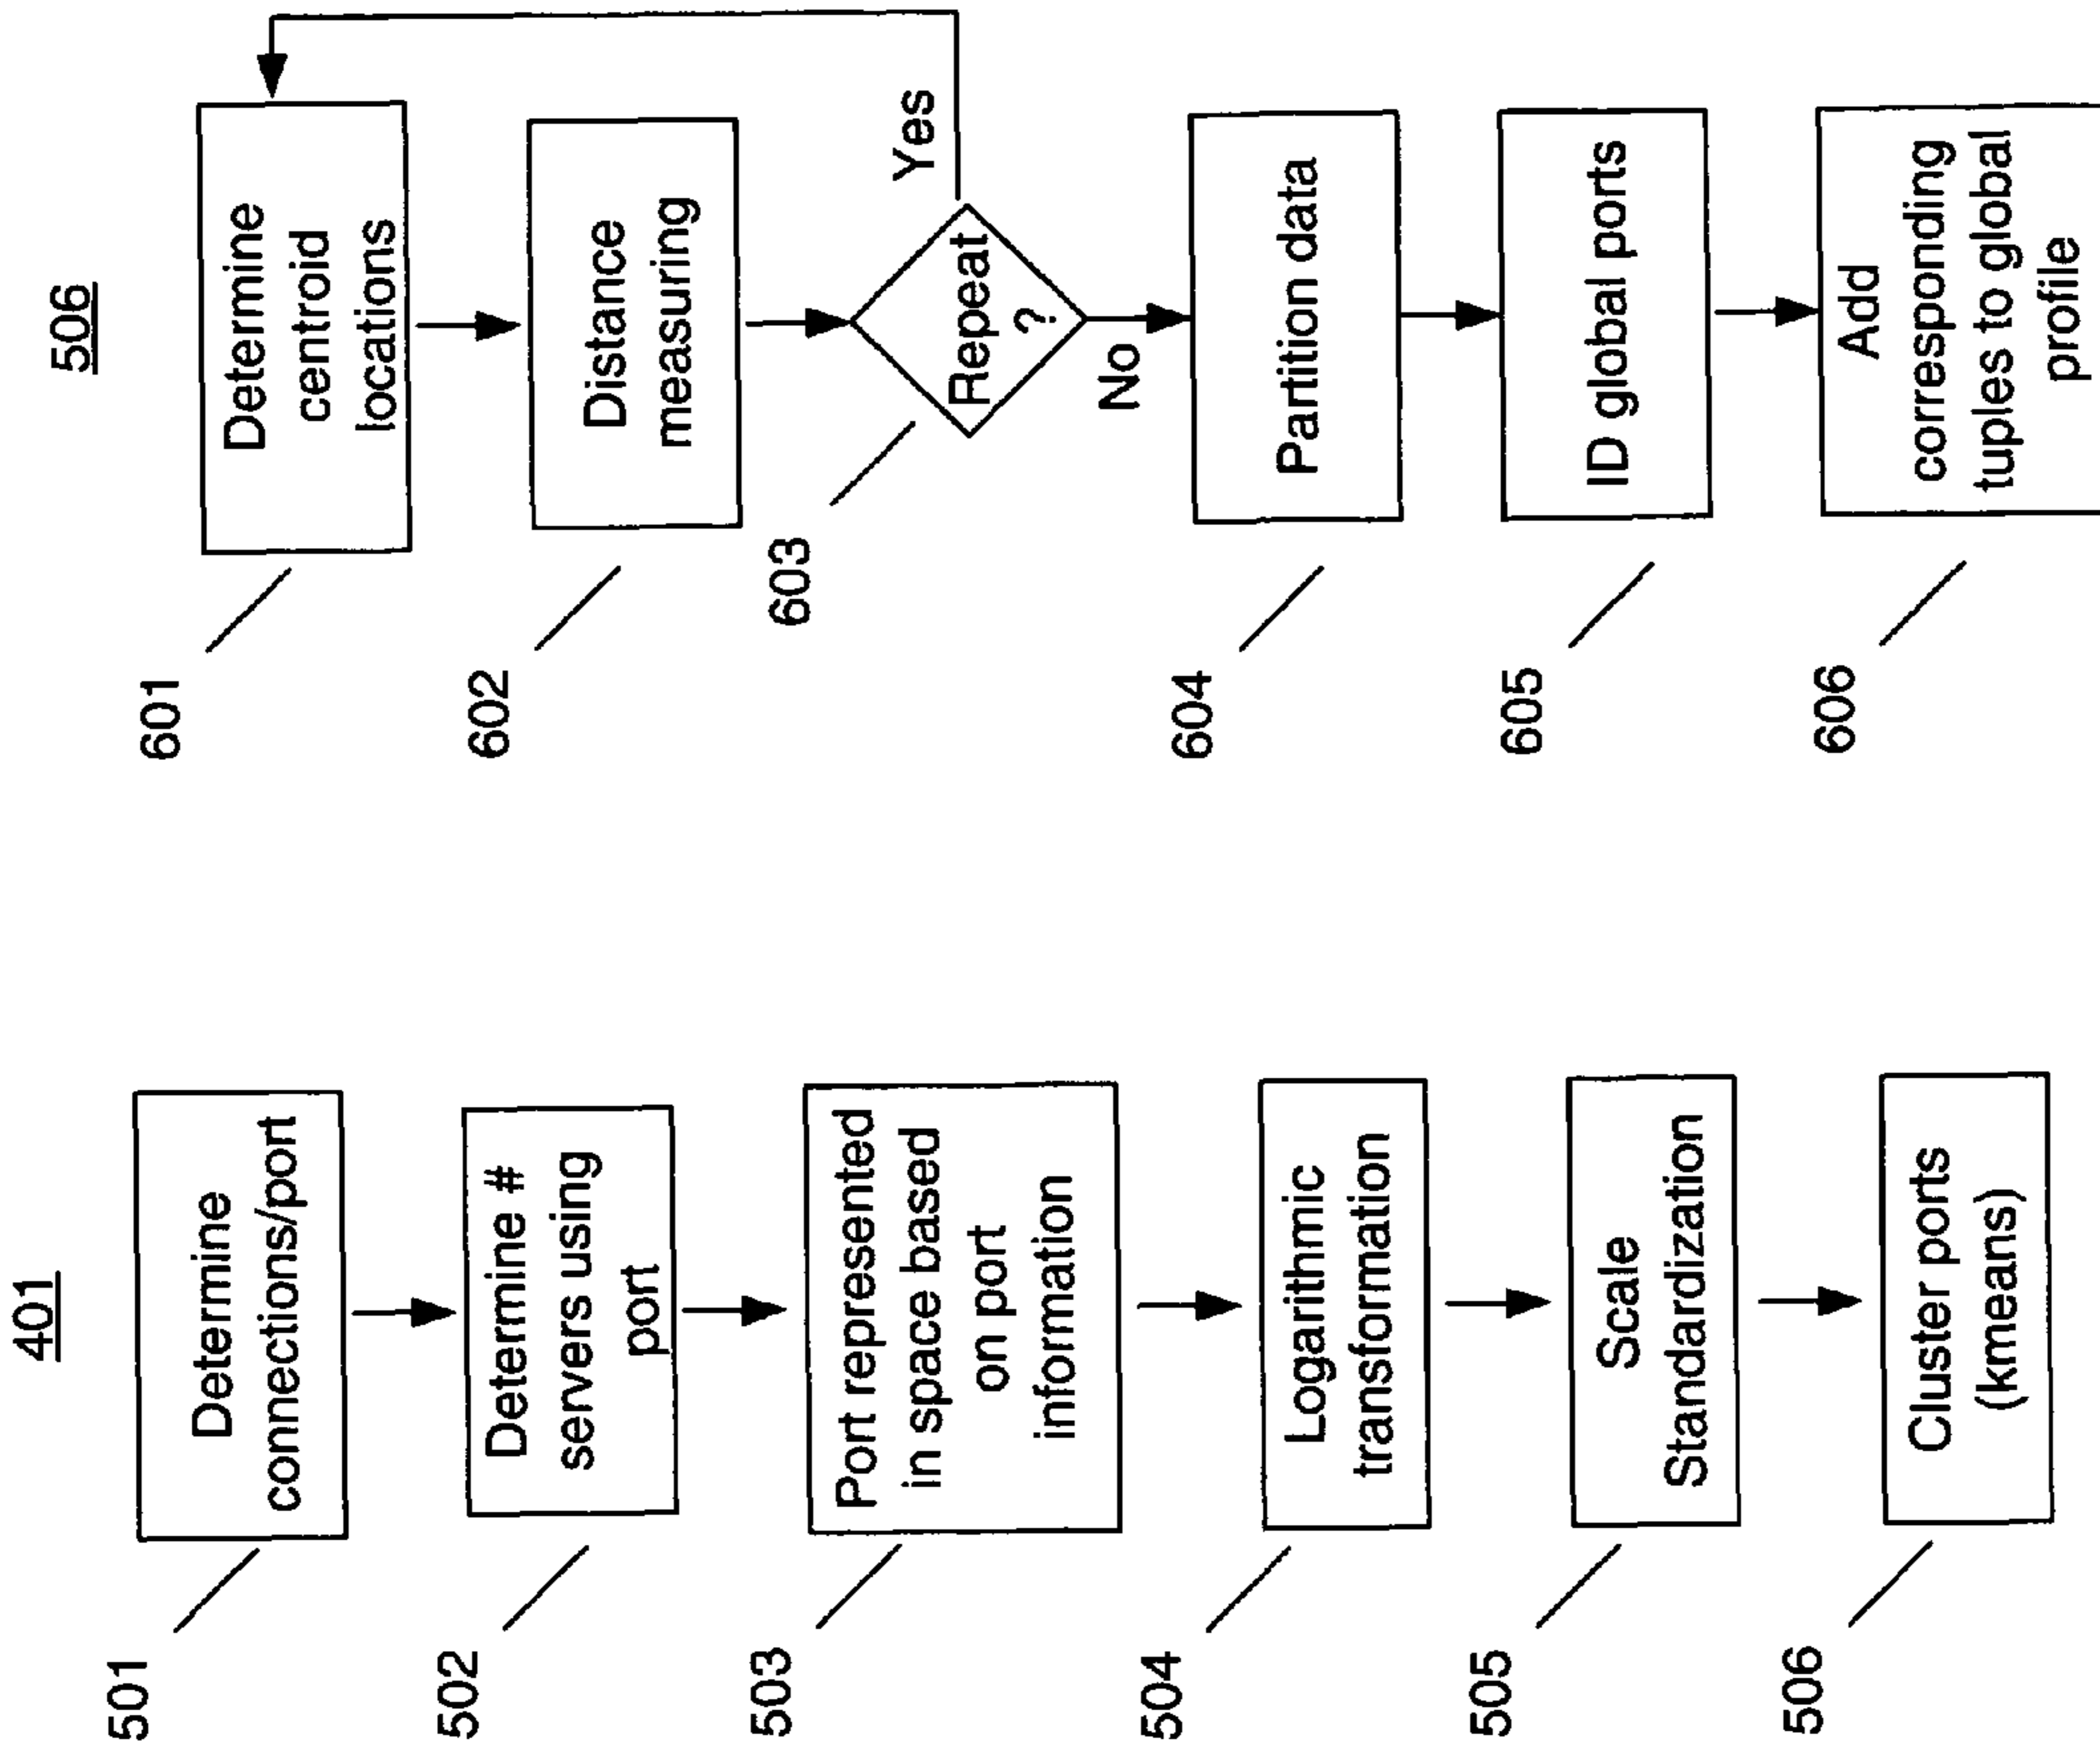 401
501
Determine
connections/port
502
Determine #
servers using
port
503
Port represented
in space based
on port
information
504
Logarithmic
transformation
505
Scale
Standardization
506
Cluster ports
(kmeans)
506
601
Determine
centroid
locations
602
Distance
measuring
603
Repeat
?
Yes
No
604
Partition data
605
ID global ports
606
Add
corresponding
tuples to global
profile